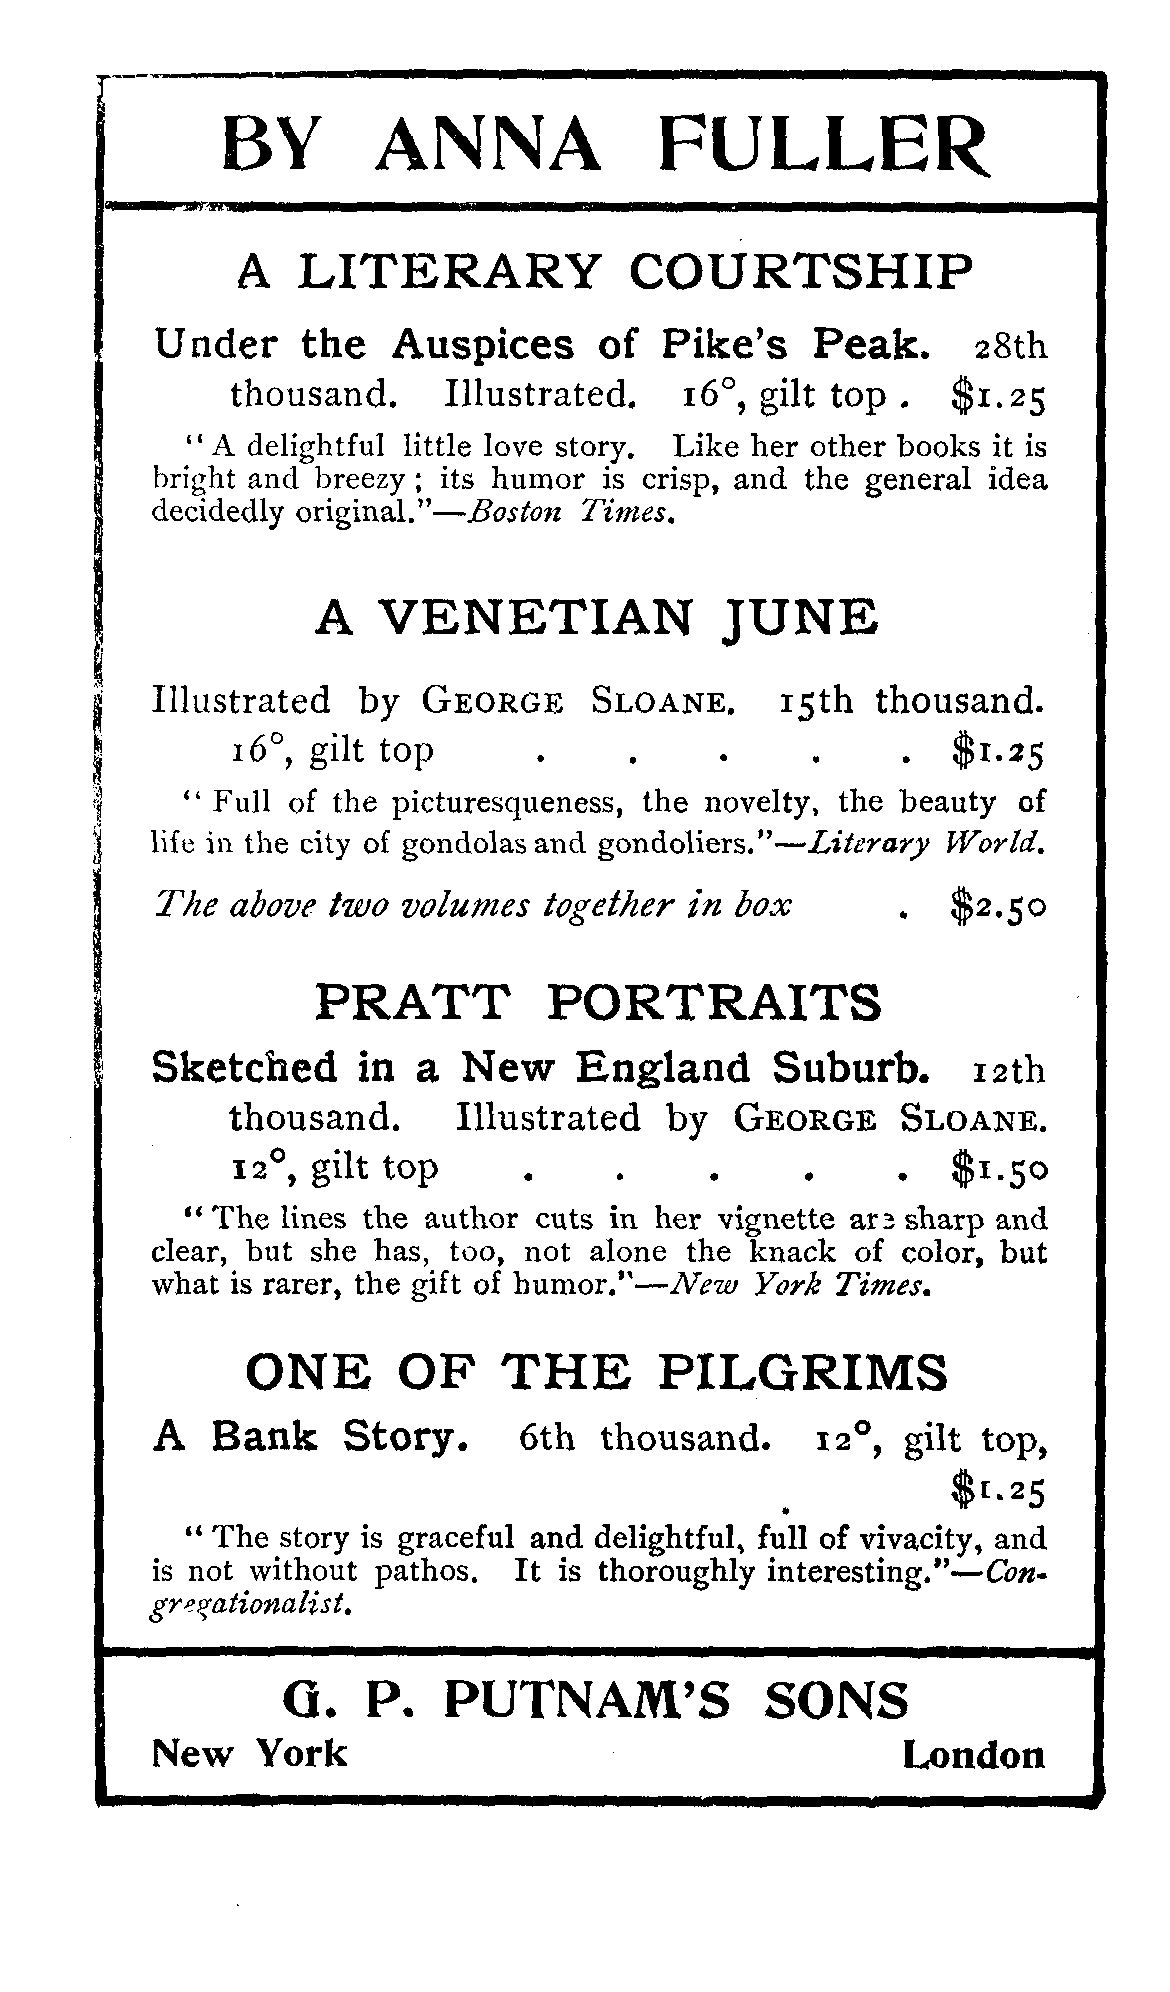 BY ANNA FULLER
A LITERARY COURTSHIP
Under the Auspices of Pike's Peak. 28th
thousand. Illustrated. 16°, gilt top . $1.25
"A delightful little love story. Like her other books it is
bright and breezy; its humor is crisp, and the general idea
decidedly original."—Boston Times.
A VENETIAN JUNE
Illustrated by GEORGE SLOANE. 15th thousand.
16°, gilt top . . . . . $1.25
"Full of the picturesqueness, the novelty, the beauty of
life in the city of gondolas and gondoliers."—Literary World.
The above two volumes together in box . $2.50
PRATT PORTRAITS
Sketched in a New England Suburb. 12th
thousand. Illustrated by GEORGE SLOANE.
12°, gilt top . . . . . $1.50
"The lines the author cuts in her vignette are sharp and
clear, but she has, too, not alone the knack of color, but
what is rarer, the gift of humor."—New York Times.
ONE OF THE PILGRIMS
A Bank Story. 6th thousand. 12°, gilt top,
. $1.25
"The story is graceful and delightful, full of vivacity, and
is not without pathos. It is thoroughly interesting."—Con-
gregationalist.
G. P. PUTNAM'S SONS
New York London